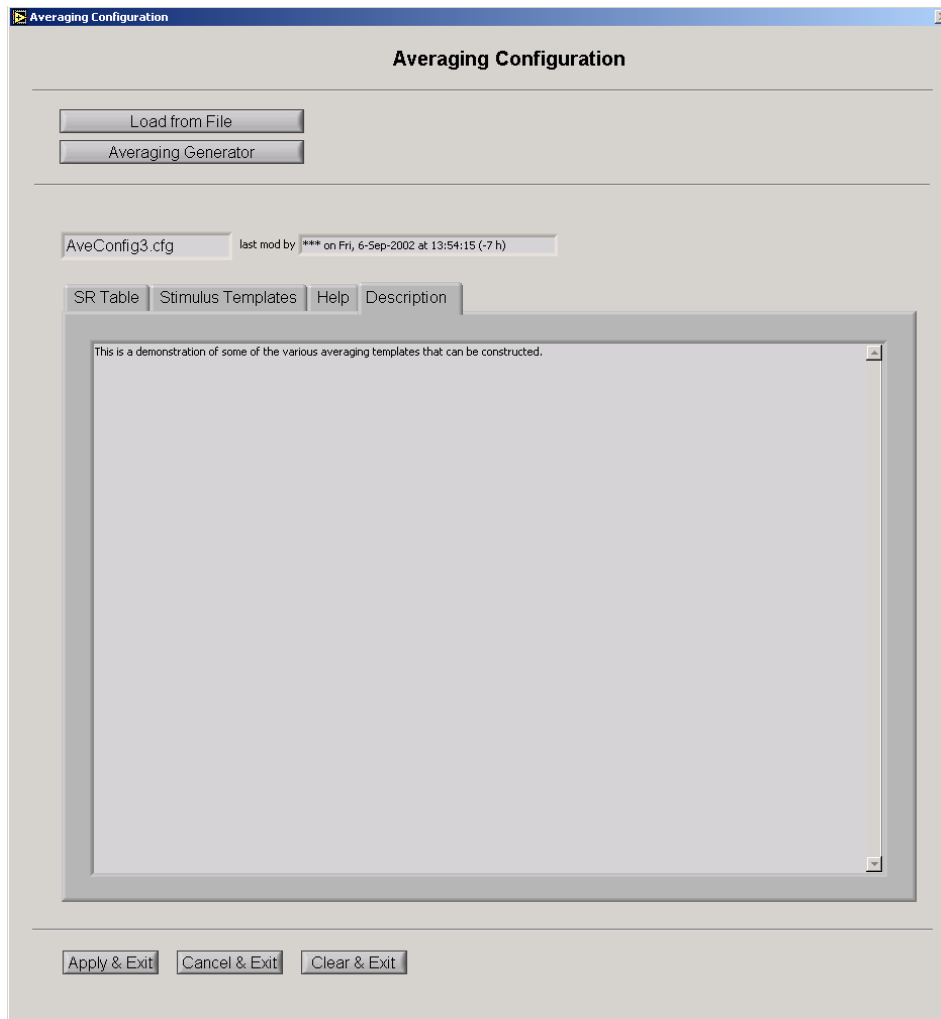 Averaging Configuration
Averaging Configuration
Load from File
Averaging Generator
AveConfig3.cfg last mod by *** on Fri, 6-Sep-2002 at 13:54:15 (-7 h)
SR Table Stimulus Templates Help Description
This is a demonstration of some of the various averaging templates that can be constructed.
Apply & Exit Cancel & Exit Clear & Exit